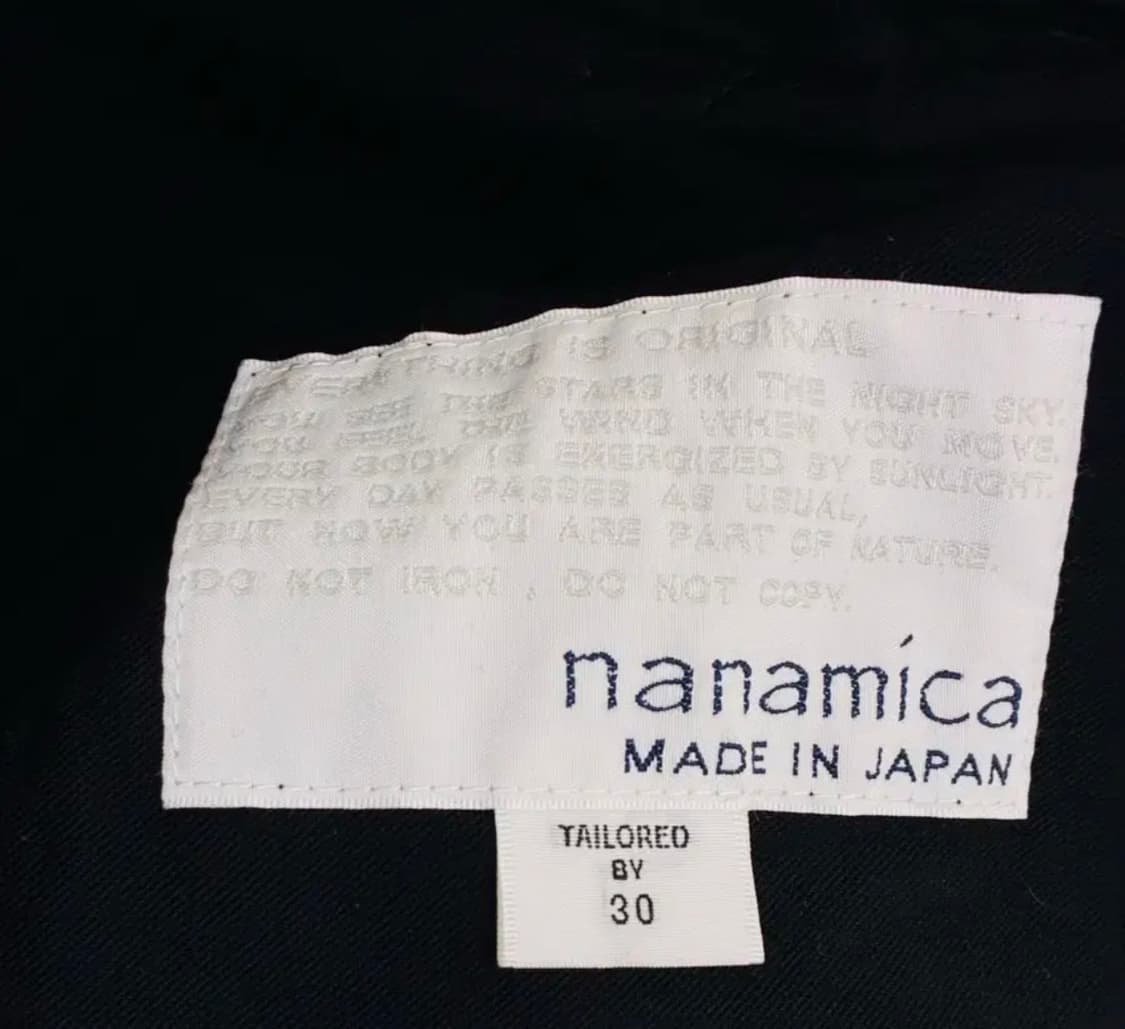 EVERYTHING IS ORIGINAL
YOU SEE THE STARS IN THE NIGHT SKY.
YOU FEEL THE WIND WHEN YOU MOVE.
YOUR BODY IS ENERGIZED BY SUNLIGHT.
EVERY DAY PASSES AS USUAL,
BUT NOW YOU ARE PART OF NATURE.
DO NOT IRON , DO NOT COPY.
nanamíca
MADE IN JAPAN
TAILORED
BY
30